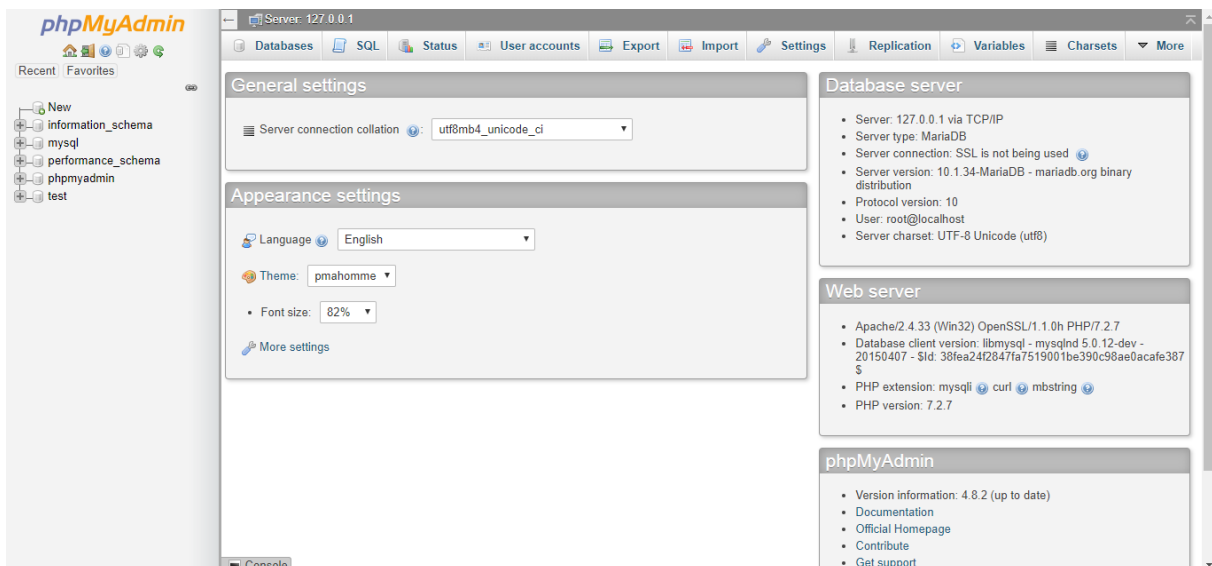 phpMyAdmin
Recent Favorites
New
information_schema
mysql
performance_schema
phpmyadmin
test
Server: 127.0.0.1
Databases SQL Status User accounts Export Import Settings Replication Variables Charsets More
General settings
Server connection collation : utf8mb4_unicode_ci
Appearance settings
Language English
Theme: pmahomme
Font size: 82%
More settings
Database server
Server: 127.0.0.1 via TCP/IP
Server type: MariaDB
Server connection: SSL is not being used
Server version: 10.1.34-MariaDB - mariadb.org binary
distribution
Protocol version: 10
User: root@localhost
Server charset: UTF-8 Unicode (utf8)
Web server
Apache/2.4.33 (Win32) OpenSSL/1.1.0h PHP/7.2.7
Database client version: libmysql - mysqlnd 5.0.12-dev -
20150407 - $Id: 38fea24f2847fa7519001be390c98ae0acafe387
$
PHP extension: mysqli curl mbstring
PHP version: 7.2.7
phpMyAdmin
Version information: 4.8.2 (up to date)
Documentation
Official Homepage
Contribute
Get support
Console